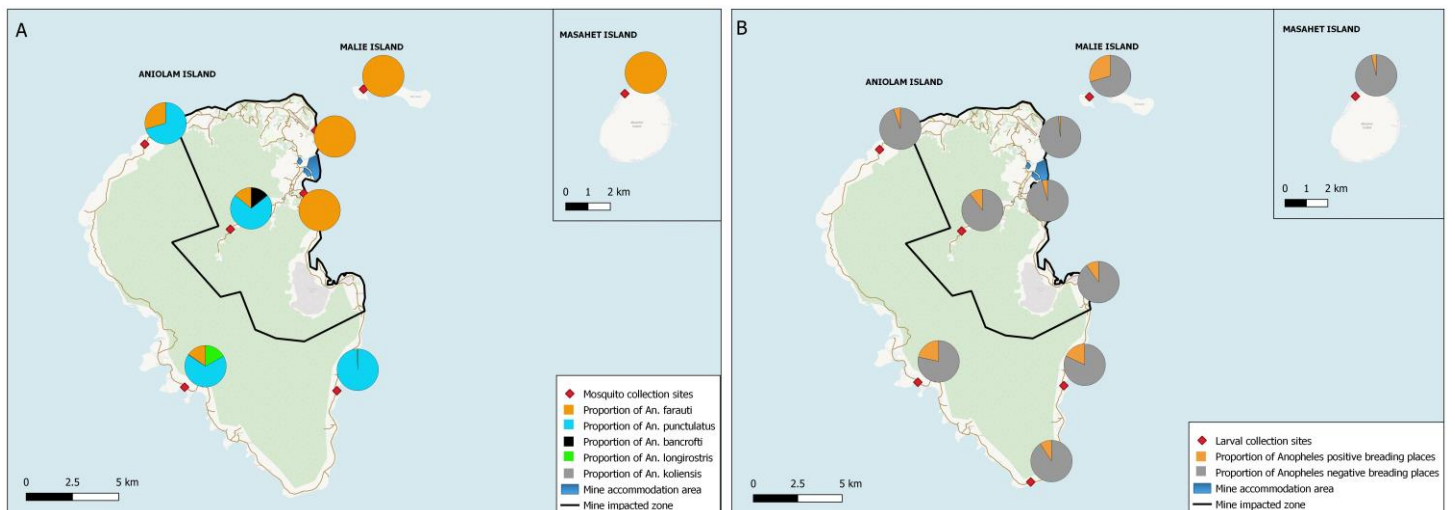 A
MALIE ISLAND
ANIOLAM ISLAND
MASAHET ISLAND
0 1 2 km
Mosquito collection sites
Proportion of An. farauti
Proportion of An. punctulatus
Proportion of An. bancrofti
Proportion of An. longirostris
Proportion of An. koliensis
Mine accommodation area
Mine impacted zone
0 2.5 5 km
B
MALIE ISLAND
ANIOLAM ISLAND
MASAHET ISLAND
0 1 2 km
Larval collection sites
Proportion of Anopheles positive breading places
Proportion of Anopheles negative breading places
Mine accommodation area
Mine impacted zone
0 2.5 5 km